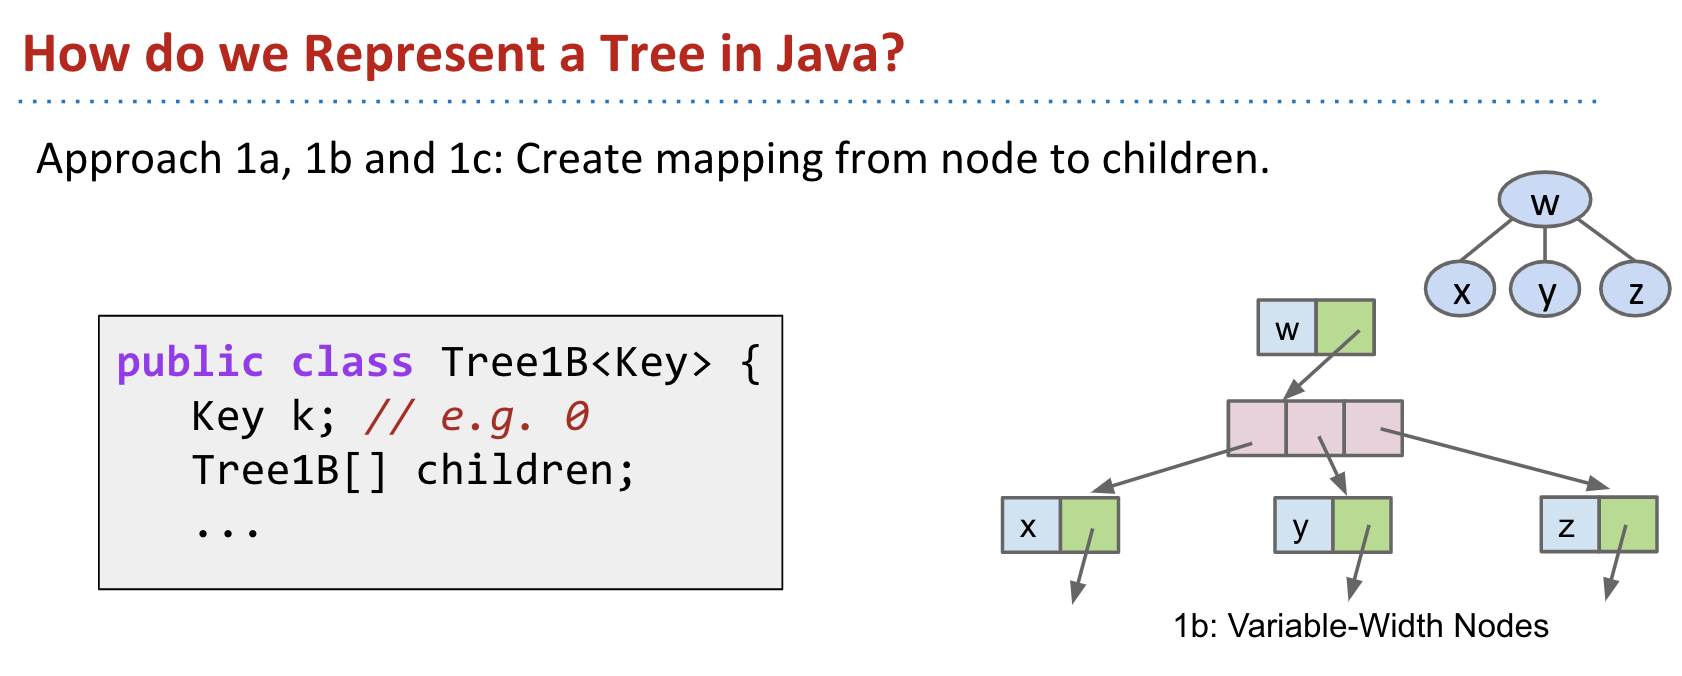 How do we Represent a Tree in Java?
Approach 1a, 1b and 1c: Create mapping from node to children.
w
x y z
public class Tree1B<Key> {
Key k; // e.g. 0
Tree1B[] children;
...
w
x y z
1b: Variable-Width Nodes